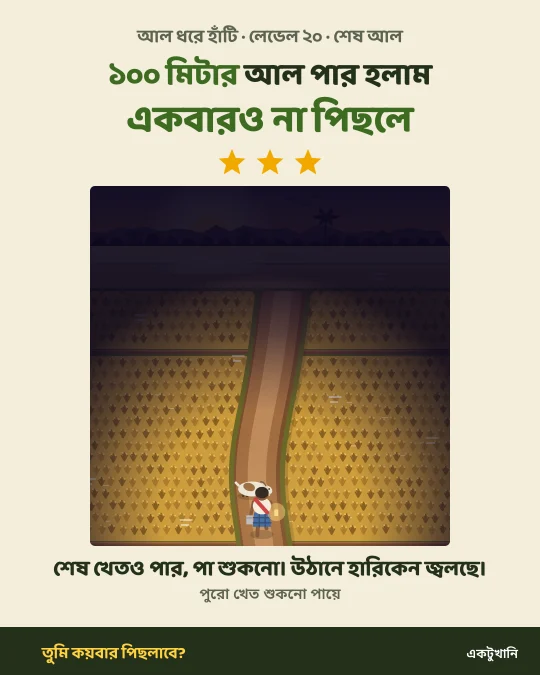 আল ধরে হাঁটি · লেভেল ২০ · শেষ আল
১০০ মিটার আল পার হলাম
একবারও না পিছলে
শেষ খেতও পার, পা শুকনো। উঠানে হারিকেন জ্বলছে।
পুরো খেত শুকনো পায়ে
তুমি কয়বার পিছলাবে?
একটুখানি